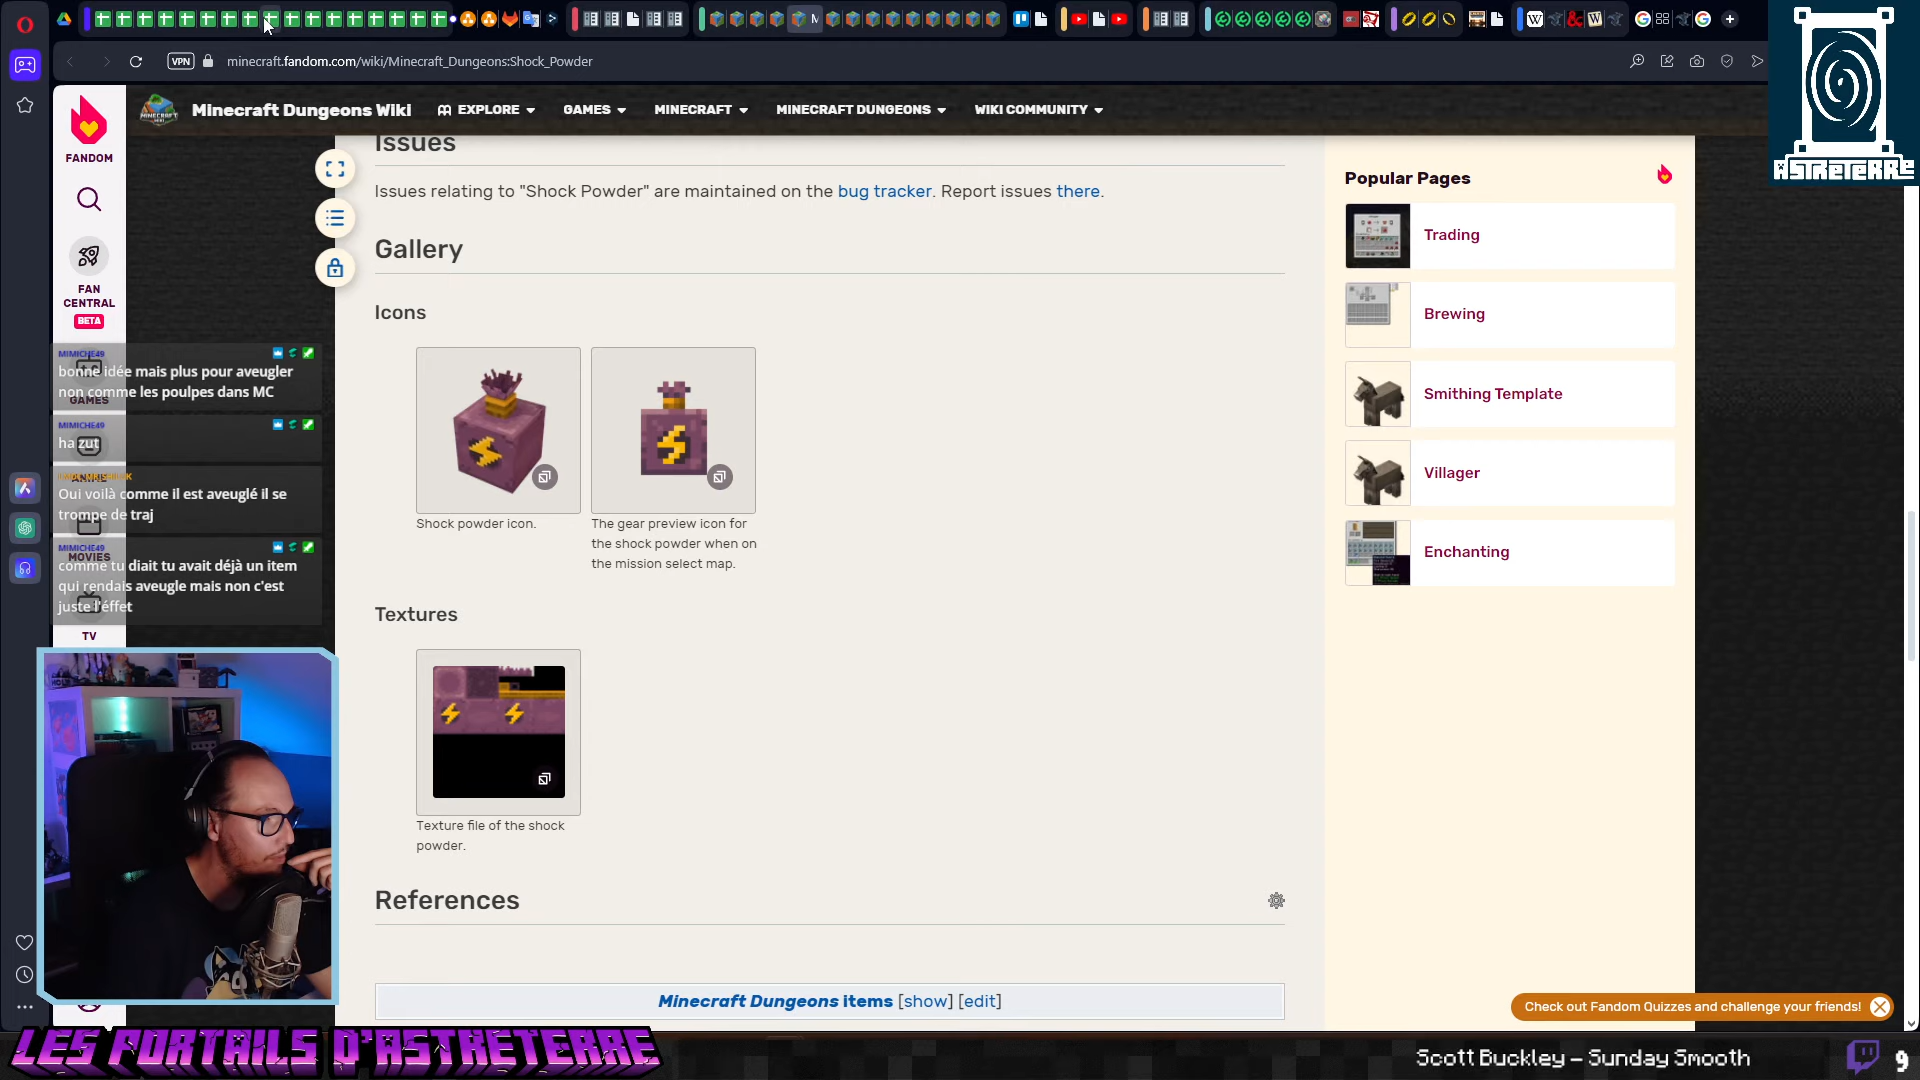 VPN
minecraft.fandom.com/wiki/Minecraft_Dungeons:Shock_Powder
ASTRETERRE
FANDOM
Minecraft Dungeons Wiki
EXPLORE
GAMES
MINECRAFT
MINECRAFT DUNGEONS
WIKI COMMUNITY
FAN
CENTRAL
BETA
GAMES
MOVIES
TV
Issues
Issues relating to "Shock Powder" are maintained on the bug tracker. Report issues there.
Gallery
Icons
Shock powder icon.
The gear preview icon for
the shock powder when on
the mission select map.
Textures
Texture file of the shock
powder.
References
Minecraft Dungeons items [show] [edit]
Popular Pages
Trading
Brewing
Smithing Template
Villager
Enchanting
MIMICHE49
bonne idée mais plus pour aveugler
non comme les poulpes dans MC
MIMICHE49
ha zut
Oui voilà comme il est aveuglé il se
trompe de traj
MIMICHE49
comme tu diait tu avait déjà un item
qui rendais aveugle mais non c'est
juste l'éffet
Check out Fandom Quizzes and challenge your friends!
LES PORTAILS D'ASTRETERRE
Scott Buckley – Sunday Smooth
9